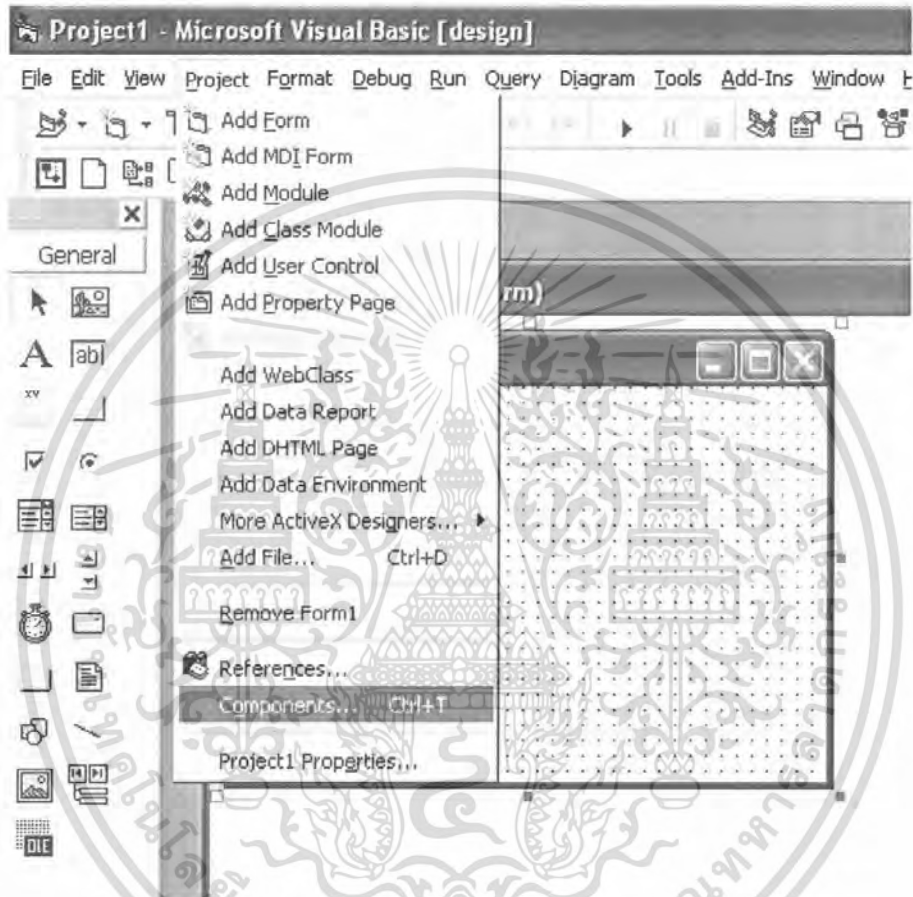 Project1 - Microsoft Visual Basic [design]
File Edit View Project Format Debug Run Query Diagram Tools Add-Ins Window
Add Form
Add MDI Form
Add Module
Add Class Module
General
Add User Control
Add Property Page
rm)
A ab|
xv
Add WebClass
Add Data Report
Add DHTML Page
Add Data Environment
More ActiveX Designers...
Add File... Ctrl+D
Remove Form1
References...
Components... Ctrl+T
Project1 Properties...
OLE